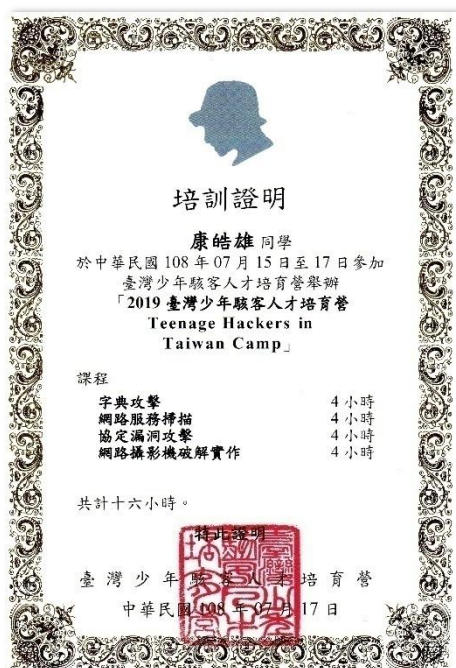 培訓證明
康皓雄 同學
於中華民國 108 年 07 月 15 日至 17 日參加
臺灣少年駭客人才培育營舉辦
「2019 臺灣少年駭客人才培育營
Teenage Hackers in
Taiwan Camp」
課程
字典攻擊 4 小時
網路服務掃描 4 小時
協定漏洞攻擊 4 小時
網路攝影機破解實作 4 小時
共計十六小時。
特此證明
臺灣少年駭客人才培育營
中華民國 108 年 07 月 17 日